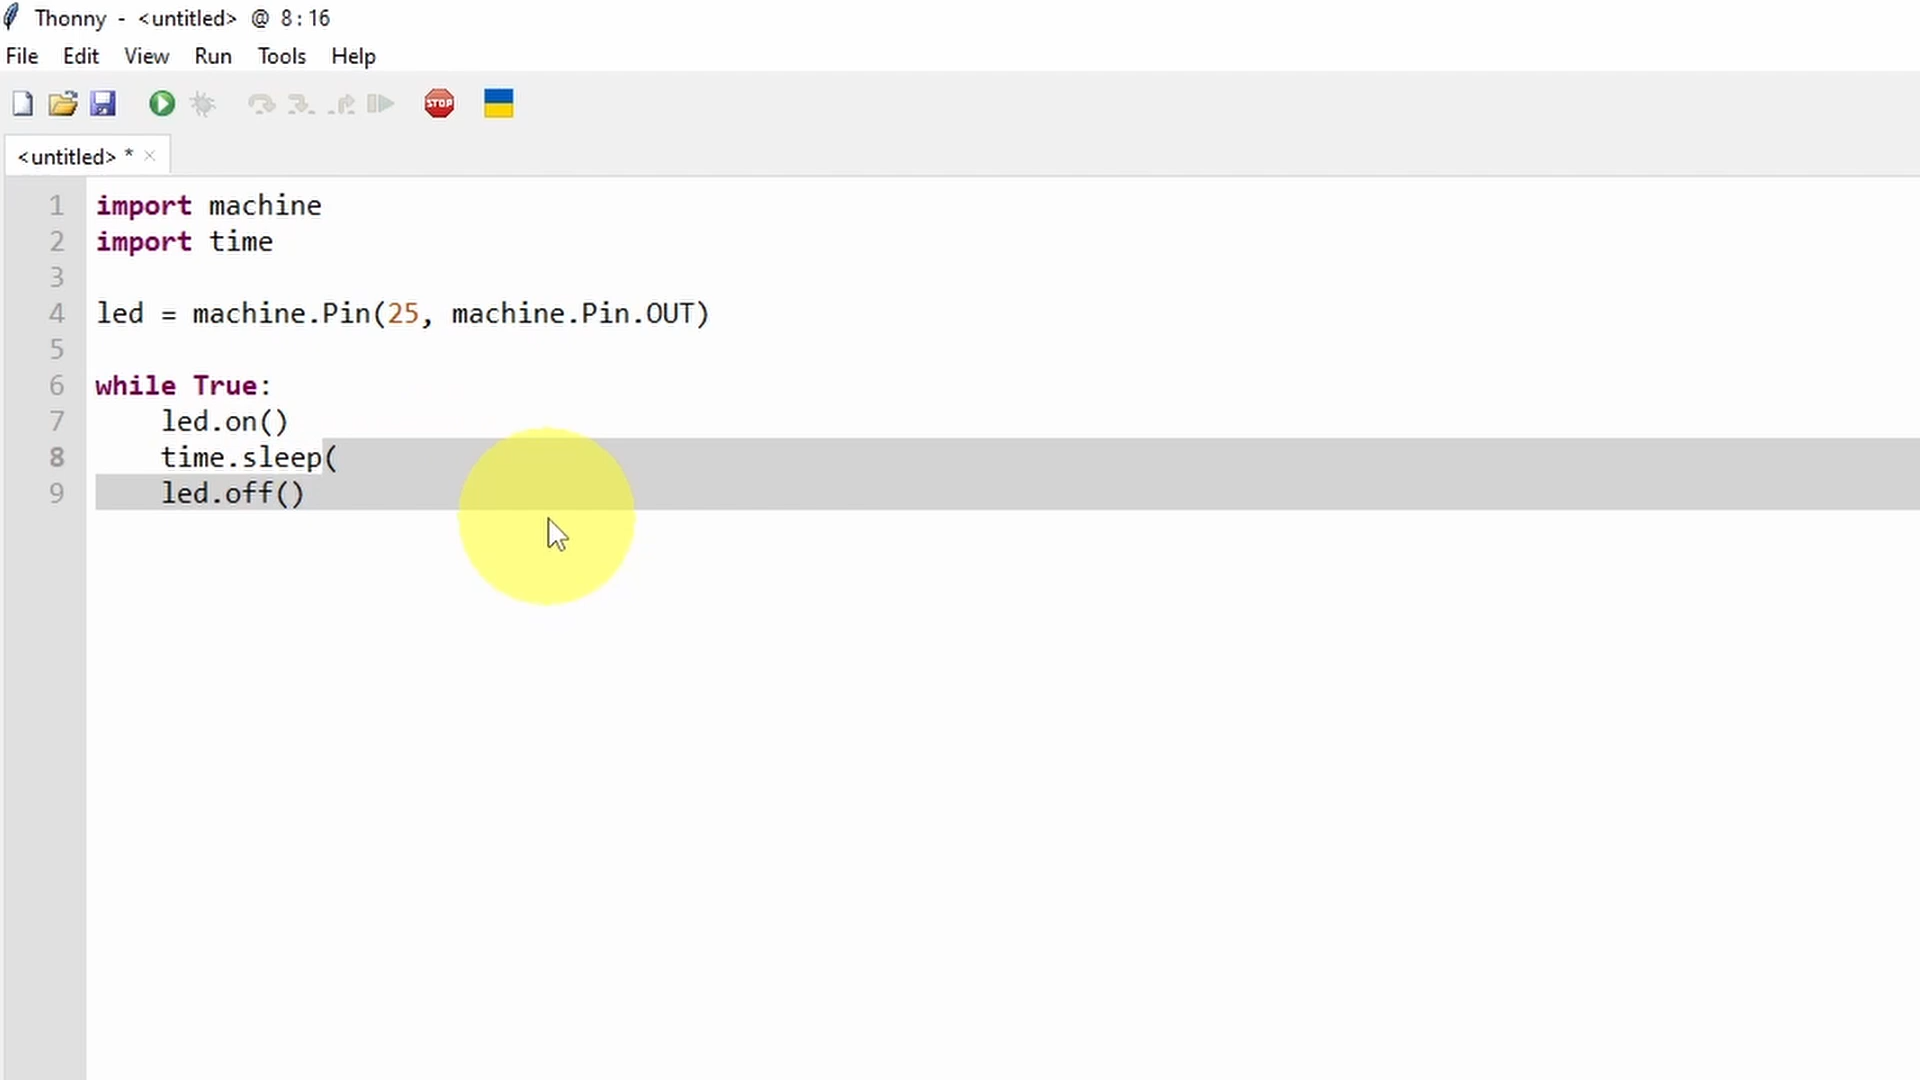 Thonny - <untitled> @ 8:16
File Edit View Run Tools Help
STOP
<untitled> *
1 import machine
2 import time
3
4 led = machine.Pin(25, machine.Pin.OUT)
5
6 while True:
7     led.on()
8     time.sleep(
9     led.off()